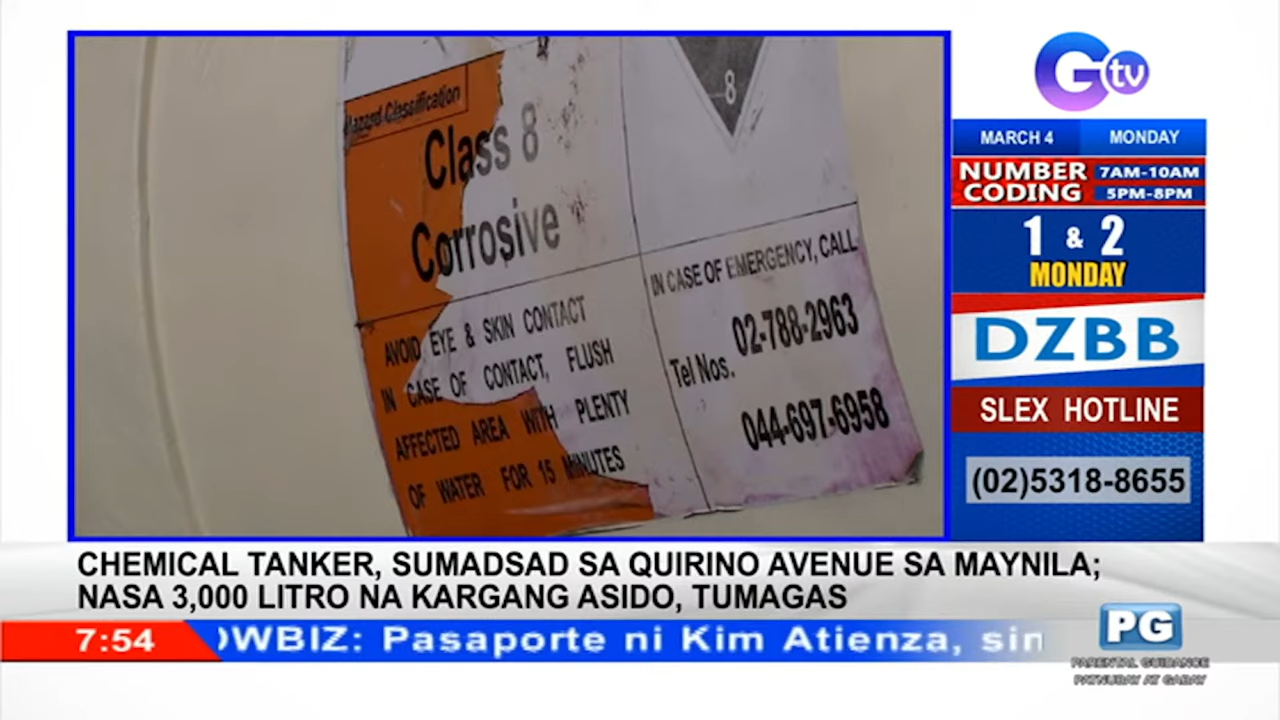 Hazard Classification
Class 8
Corrosive
AVOID EYE & SKIN CONTACT
IN CASE OF CONTACT, FLUSH
AFFECTED AREA WITH PLENTY
OF WATER FOR 15 MINUTES
8
IN CASE OF EMERGENCY, CALL
Tel Nos. 02-788-2963
044-697-6958
Gtv
MARCH 4 MONDAY
NUMBER CODING
7AM-10AM
5PM-8PM
1 & 2
MONDAY
DZBB
SLEX HOTLINE
(02)5318-8655
CHEMICAL TANKER, SUMADSAD SA QUIRINO AVENUE SA MAYNILA;
NASA 3,000 LITRO NA KARGANG ASIDO, TUMAGAS
7:54 OWBIZ: Pasaporte ni Kim Atienza, sin
PG
PARENTAL GUIDANCE
PATNUBAY AT GABAY